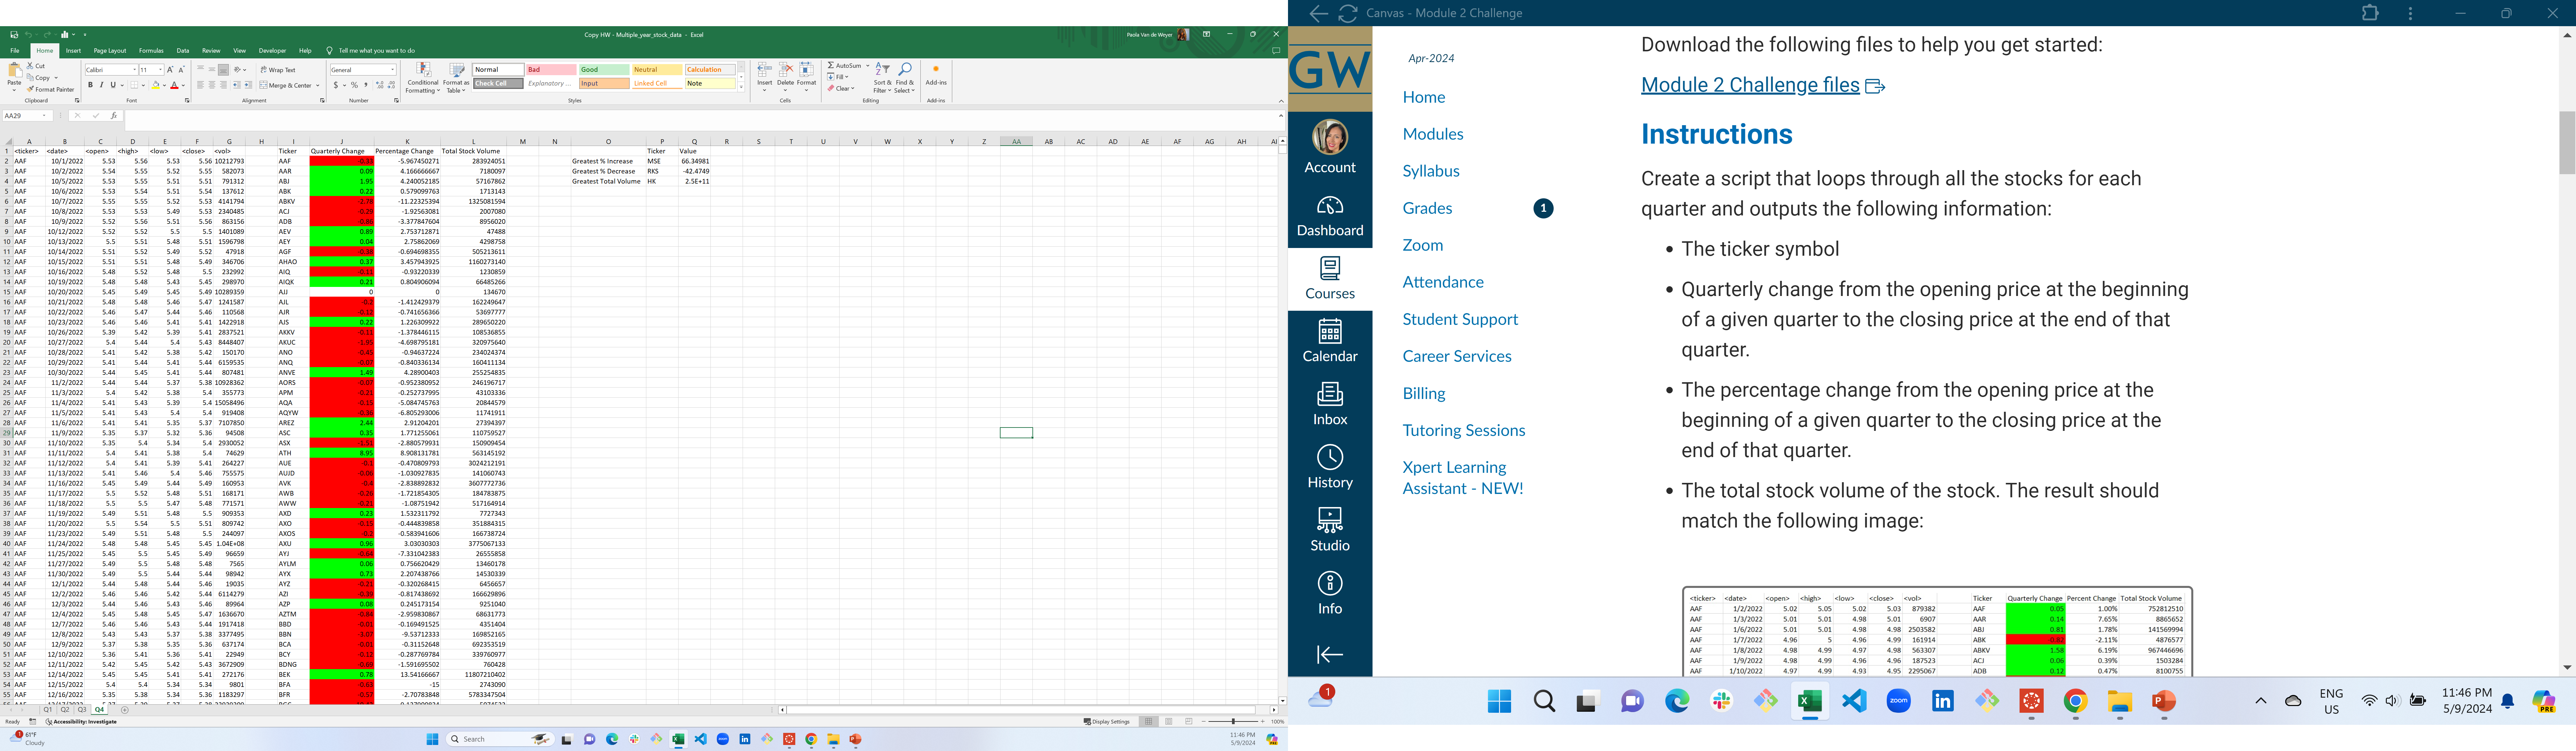 Copy HW - Multiple_year_stock_data - Excel
Paola Van de Weyer
File Home Insert Page Layout Formulas Data Review View Developer Help Tell me what you want to do
Paste Cut Copy Format Painter Clipboard
Calibri 11 B I U Font
Wrap Text Merge & Center Alignment
General $ % , Number
Conditional Formatting Format as Table
Normal Bad Good Neutral Calculation
Check Cell Explanatory ... Input Linked Cell Note
Styles
Insert Delete Format Cells
AutoSum Fill Clear Sort & Filter Find & Select Editing
Add-ins Add-ins
AA29 fx
A B C D E F G H I J K L M N O P Q R S T U V W X Y Z AA AB AC AD AE AF AG AH
1 <ticker> <date> <open> <high> <low> <close> <vol> Ticker Quarterly Change Percentage Change Total Stock Volume Ticker Value
2 AAF 10/1/2022 5.53 5.56 5.53 5.56 10212793 AAF -5.967450271 283924051 Greatest % Increase MSE 66.34981
3 AAF 10/2/2022 5.54 5.55 5.52 5.55 582073 AAR 0.09 4.166666667 7180097 Greatest % Decrease RKS -42.4749
4 AAF 10/5/2022 5.53 5.55 5.51 5.51 791312 ABJ 1.95 4.240052185 57167862 Greatest Total Volume HK 2.5E+11
5 AAF 10/6/2022 5.53 5.54 5.51 5.54 137612 ABK 0.22 0.579099763 1713143
6 AAF 10/7/2022 5.55 5.55 5.52 5.53 4141794 ABKV -11.22325394 1325081594
7 AAF 10/8/2022 5.53 5.53 5.49 5.53 2340485 ACJ -1.92563081 2007080
8 AAF 10/9/2022 5.52 5.56 5.51 5.56 863156 ADB -3.377847604 8956020
9 AAF 10/12/2022 5.52 5.52 5.5 5.5 1401089 AEV 0.89 2.753712871 47488
10 AAF 10/13/2022 5.5 5.51 5.48 5.51 1596798 AEY 0.04 2.75862069 4298758
11 AAF 10/14/2022 5.51 5.52 5.49 5.52 47918 AGF -0.694698355 505213611
12 AAF 10/15/2022 5.51 5.51 5.48 5.49 346706 AHAO 0.37 3.457943925 1160273140
13 AAF 10/16/2022 5.48 5.52 5.48 5.5 232992 AIQ -0.93220339 1230859
14 AAF 10/19/2022 5.48 5.48 5.43 5.45 298970 AIQK 0.21 0.804906094 66485266
15 AAF 10/20/2022 5.45 5.49 5.45 5.49 10289359 AJJ 0 0 134670
16 AAF 10/21/2022 5.48 5.48 5.46 5.47 1241587 AJL -1.412429379 162249647
17 AAF 10/22/2022 5.46 5.47 5.44 5.46 110568 AJR -0.741656366 53697777
18 AAF 10/23/2022 5.46 5.46 5.41 5.41 1422918 AJS 0.22 1.226309922 289650220
19 AAF 10/26/2022 5.39 5.42 5.39 5.41 2837521 AKKV -1.378446115 108536855
20 AAF 10/27/2022 5.4 5.44 5.4 5.43 8448407 AKUC -4.698795181 320975640
21 AAF 10/28/2022 5.41 5.42 5.38 5.42 150170 ANO -0.94637224 234024374
22 AAF 10/29/2022 5.41 5.44 5.41 5.44 6159535 ANQ -0.840336134 160411134
23 AAF 10/30/2022 5.44 5.45 5.41 5.44 807481 ANVE 1.49 4.28900403 255254835
24 AAF 11/2/2022 5.44 5.44 5.37 5.38 10928362 AORS -0.952380952 246196717
25 AAF 11/3/2022 5.4 5.42 5.38 5.4 355773 APM -0.252737995 43103336
26 AAF 11/4/2022 5.41 5.43 5.39 5.4 15058496 AQA -5.084745763 20844579
27 AAF 11/5/2022 5.41 5.43 5.4 5.4 919408 AQYW -6.805293006 11741911
28 AAF 11/6/2022 5.41 5.41 5.35 5.37 7107850 AREZ 2.44 2.91204201 27394397
29 AAF 11/9/2022 5.35 5.37 5.32 5.36 94508 ASC 0.35 1.771255061 110759527
30 AAF 11/10/2022 5.35 5.4 5.34 5.4 2930052 ASX -2.880579931 150909454
31 AAF 11/11/2022 5.4 5.41 5.38 5.4 74629 ATH 8.95 8.908131781 563145192
32 AAF 11/12/2022 5.4 5.41 5.39 5.41 264227 AUE -0.470809793 3024212191
33 AAF 11/13/2022 5.41 5.46 5.4 5.46 755575 AUJD -1.030927835 141060743
34 AAF 11/16/2022 5.45 5.49 5.44 5.49 160953 AVK -2.838892832 3607772736
35 AAF 11/17/2022 5.5 5.52 5.48 5.51 168171 AWB -1.721854305 184783875
36 AAF 11/18/2022 5.5 5.5 5.47 5.48 771571 AWW -1.08751942 517164914
37 AAF 11/19/2022 5.49 5.51 5.48 5.5 909353 AXD 0.23 1.532311792 7727343
38 AAF 11/20/2022 5.5 5.54 5.5 5.51 809742 AXO -0.444839858 351884315
39 AAF 11/23/2022 5.49 5.51 5.48 5.5 244097 AXOS -0.583941606 166738724
40 AAF 11/24/2022 5.48 5.48 5.45 5.45 1.04E+08 AXU 0.96 3.03030303 3775067133
41 AAF 11/25/2022 5.45 5.5 5.45 5.49 96659 AYJ -7.331042383 26555858
42 AAF 11/27/2022 5.49 5.5 5.48 5.48 7565 AYLM 0.06 0.756620429 13460178
43 AAF 11/30/2022 5.49 5.5 5.44 5.44 98942 AYX 0.73 2.207438766 14530339
44 AAF 12/1/2022 5.44 5.48 5.44 5.46 19035 AYZ -0.320268415 6456657
45 AAF 12/2/2022 5.46 5.46 5.42 5.44 6114279 AZI -0.817438692 166629896
46 AAF 12/3/2022 5.44 5.46 5.43 5.46 89964 AZP 0.08 0.245173154 9251040
47 AAF 12/4/2022 5.45 5.48 5.45 5.47 1636670 AZTM -2.959830867 68631773
48 AAF 12/7/2022 5.46 5.46 5.43 5.44 1917418 BBD -0.169491525 4351404
49 AAF 12/8/2022 5.43 5.43 5.37 5.38 3377495 BBN -9.53712333 169852165
50 AAF 12/9/2022 5.37 5.38 5.35 5.36 637174 BCA -0.31152648 692353519
51 AAF 12/10/2022 5.36 5.41 5.36 5.41 22949 BCY -0.287769784 339760977
52 AAF 12/11/2022 5.42 5.45 5.42 5.43 3672909 BDNG -1.591695502 760428
53 AAF 12/14/2022 5.45 5.45 5.41 5.41 272176 BEK 0.78 13.54166667 11807210402
54 AAF 12/15/2022 5.4 5.4 5.34 5.34 9801 BFA -15 2743090
55 AAF 12/16/2022 5.35 5.38 5.34 5.36 1183297 BFR -2.70783848 5783347504
Q1 Q2 Q3 Q4
Ready Accessibility: Investigate Display Settings 100%
61°F Cloudy Search 11:46 PM 5/9/2024
Canvas - Module 2 Challenge
GW
Account
Dashboard
Courses
Calendar
Inbox
History
Studio
Info
Apr-2024
Home
Modules
Syllabus
Grades 1
Zoom
Attendance
Student Support
Career Services
Billing
Tutoring Sessions
Xpert Learning
Assistant - NEW!
Download the following files to help you get started:
Module 2 Challenge files
Instructions
Create a script that loops through all the stocks for each
quarter and outputs the following information:
• The ticker symbol
• Quarterly change from the opening price at the beginning
of a given quarter to the closing price at the end of that
quarter.
• The percentage change from the opening price at the
beginning of a given quarter to the closing price at the
end of that quarter.
• The total stock volume of the stock. The result should
match the following image:
<ticker> <date> <open> <high> <low> <close> <vol> Ticker Quarterly Change Percent Change Total Stock Volume
AAF 1/2/2022 5.02 5.05 5.02 5.03 879382 AAF 0.05 1.00% 752812510
AAF 1/3/2022 5.01 5.01 4.98 5.01 6907 AAR 0.14 7.65% 8865652
AAF 1/6/2022 5.01 5.01 4.98 4.98 2503582 ABJ 0.81 1.78% 141569994
AAF 1/7/2022 4.96 5 4.96 4.99 161914 ABK -2.11% 4876577
AAF 1/8/2022 4.98 4.99 4.97 4.98 563307 ABKV 1.58 6.19% 967446696
AAF 1/9/2022 4.98 4.99 4.96 4.96 187523 ACJ 0.06 0.39% 1503284
AAF 1/10/2022 4.97 4.99 4.93 4.95 2295067 ADB 0.12 0.47% 8100755
1 zoom ENG US 11:46 PM 5/9/2024 PRE